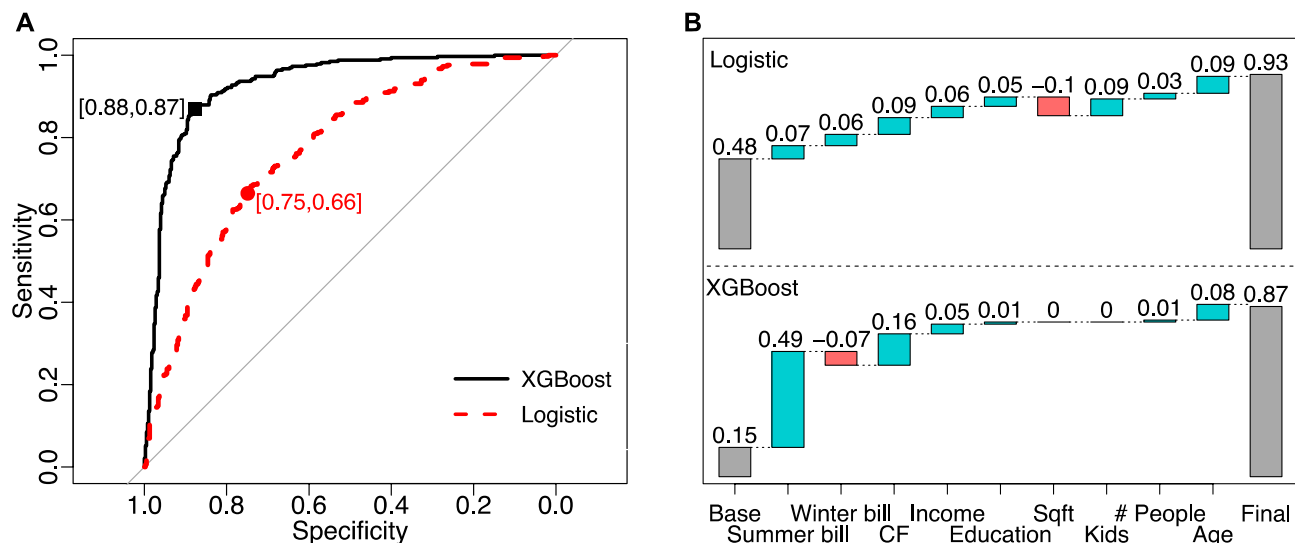 A
Sensitivity
1.0
0.8
0.6
0.4
0.2
0.0
[0.88,0.87]
[0.75,0.66]
XGBoost
Logistic
1.0 0.8 0.6 0.4 0.2 0.0
Specificity
B
Logistic
0.48 0.07 0.06 0.09 0.06 0.05 −0.1 0.09 0.03 0.09 0.93
XGBoost
0.15 0.49 −0.07 0.16 0.05 0.01 0 0 0.01 0.08 0.87
Base Winter bill Income Sqft # People Final
Summer bill CF Education Kids Age